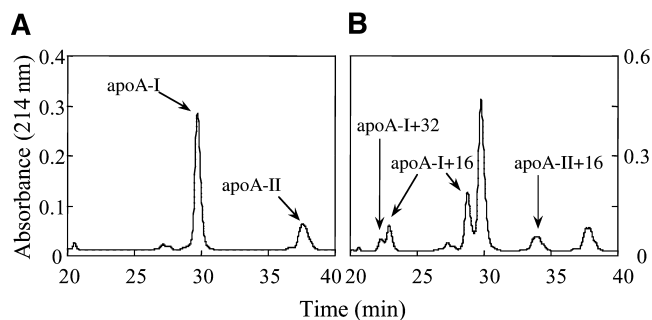 A
B
0.4
0.3
0.2
0.1
0
Absorbance (214 nm)
apoA-I
apoA-II
20 25 30 35 40
apoA-I+32
apoA-I+16
apoA-II+16
0.6
0.3
0
20 25 30 35 40
Time (min)